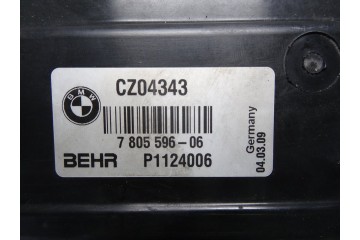 BMW
CZ04343
7 805 596-06
BEHR P1124006
Germany
04.03.09